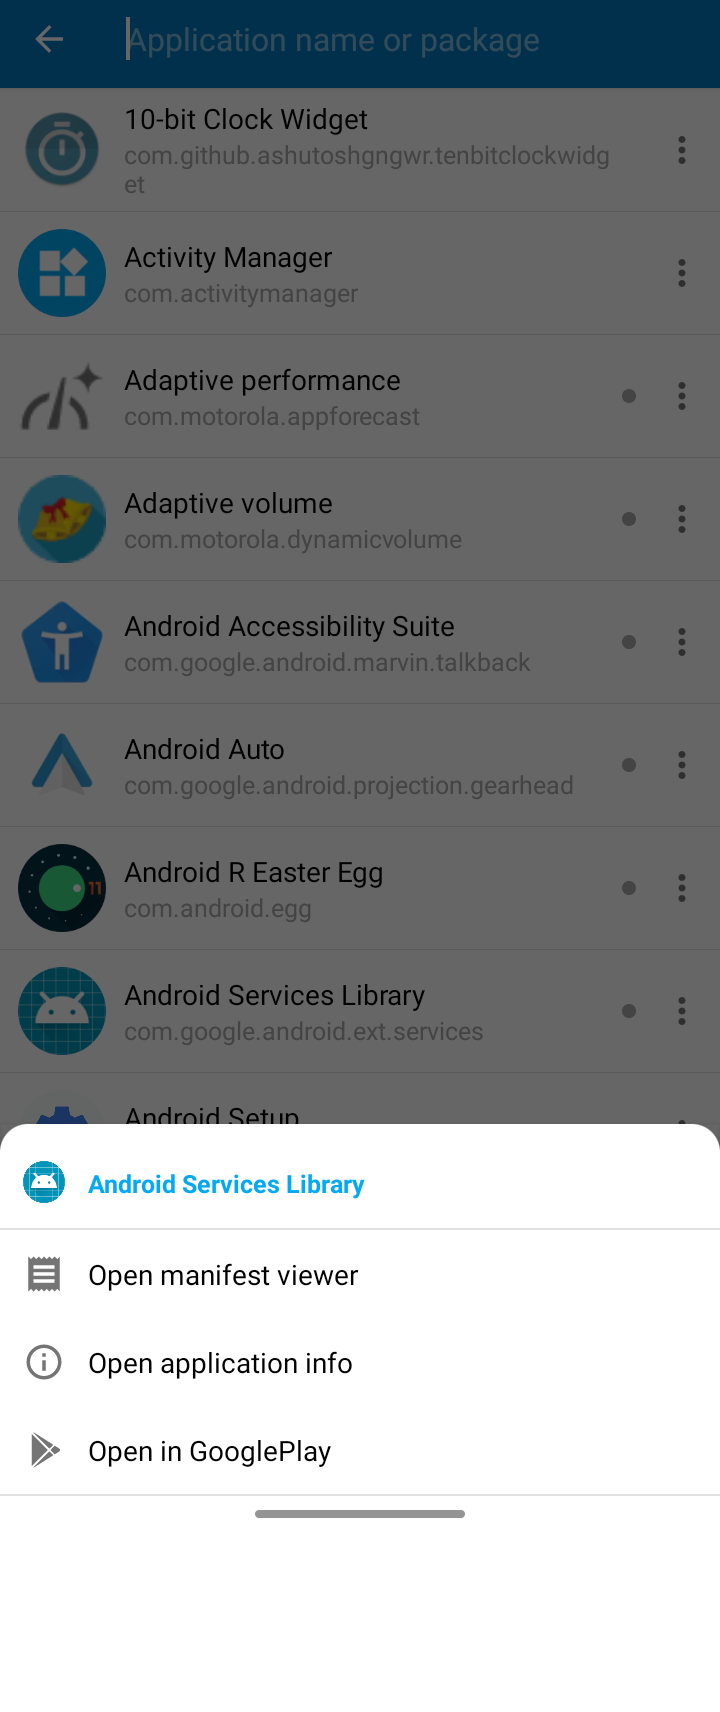 Application name or package
10-bit Clock Widget
com.github.ashutoshgngwr.tenbitclockwidg
et
Activity Manager
com.activitymanager
Adaptive performance
com.motorola.appforecast
Adaptive volume
com.motorola.dynamicvolume
Android Accessibility Suite
com.google.android.marvin.talkback
Android Auto
com.google.android.projection.gearhead
11
Android R Easter Egg
com.android.egg
Android Services Library
com.google.android.ext.services
Android Setup
Android Services Library
Open manifest viewer
Open application info
Open in GooglePlay